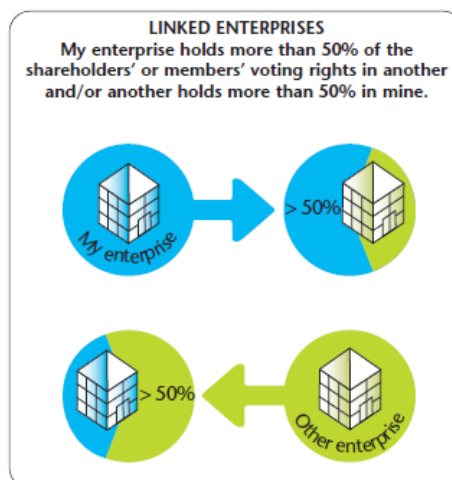 LINKED ENTERPRISES
My enterprise holds more than 50% of the
shareholders’ or members’ voting rights in another
and/or another holds more than 50% in mine.
My enterprise
> 50%
> 50%
Other enterprise